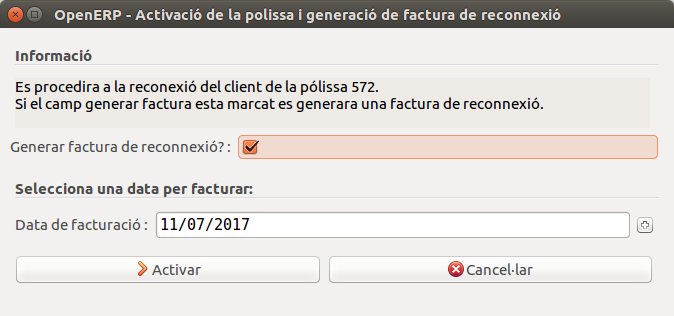 OpenERP - Activació de la polissa i generació de factura de reconnexió
Informació
Es procedira a la reconexió del client de la pólissa 572.
Si el camp generar factura esta marcat es generara una factura de reconnexió.
Generar factura de reconnexió? :
Selecciona una data per facturar:
Data de facturació : 11/07/2017
Activar Cancel·lar